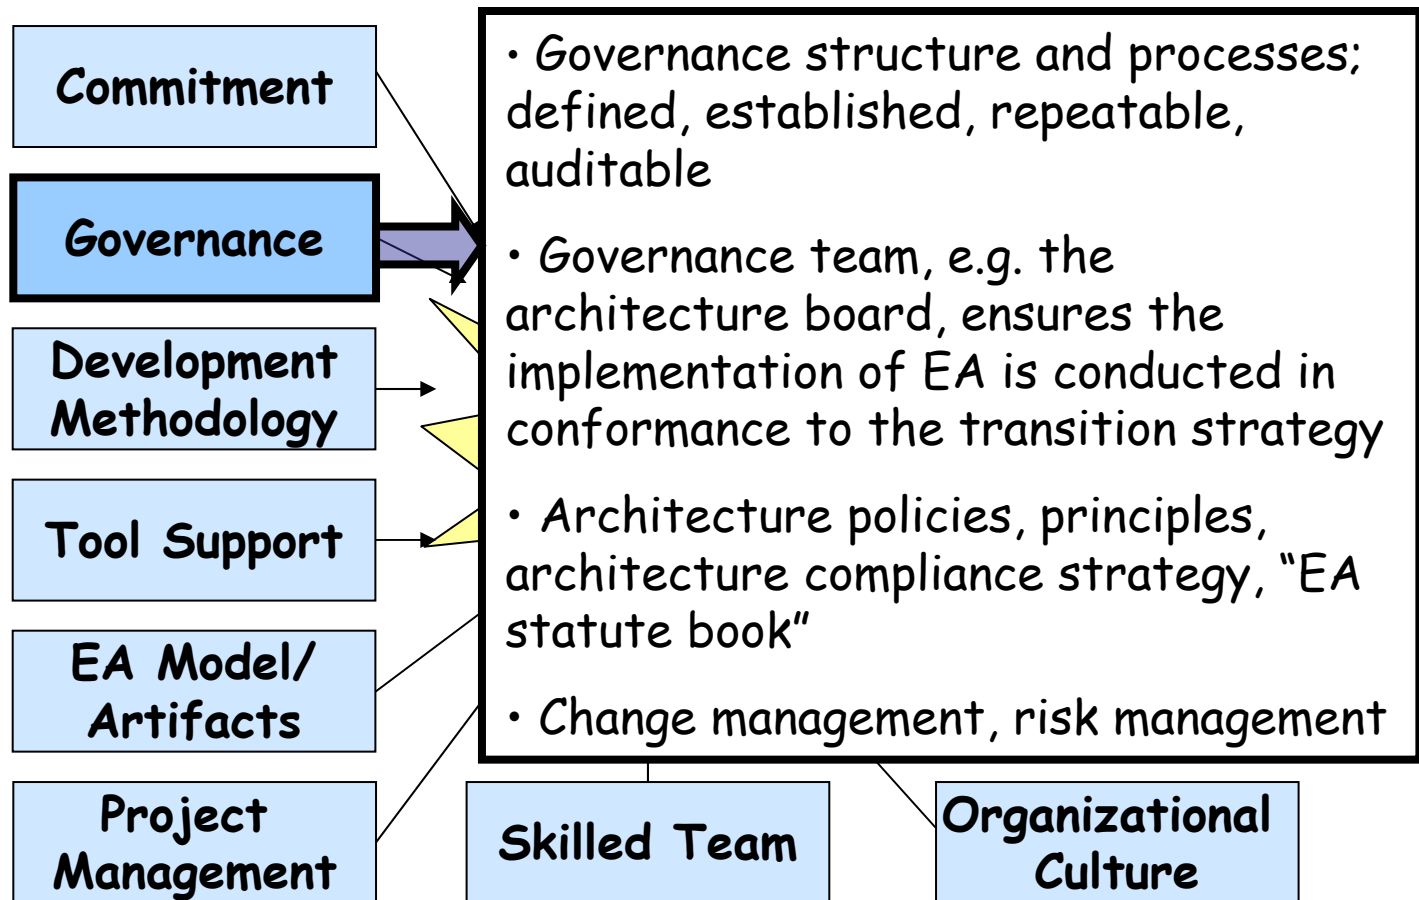 Commitment
Governance
Development
Methodology
Tool Support
EA Model/
Artifacts
Project
Management
• Governance structure and processes;
defined, established, repeatable,
auditable
• Governance team, e.g. the
architecture board, ensures the
implementation of EA is conducted in
conformance to the transition strategy
• Architecture policies, principles,
architecture compliance strategy, “EA
statute book”
• Change management, risk management
Skilled Team
Organizational
Culture